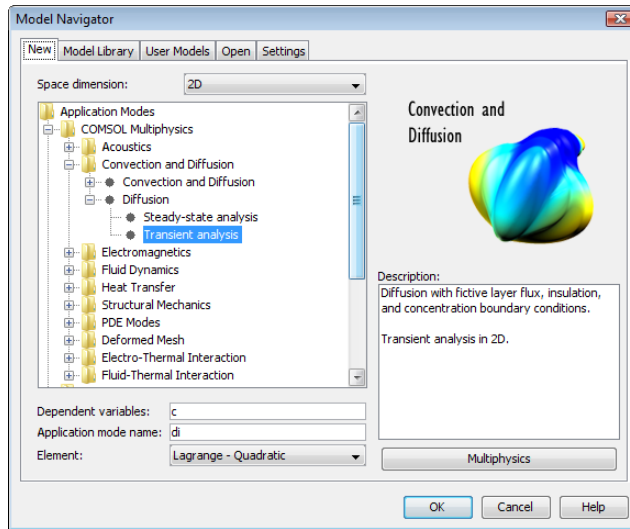 Model Navigator
New Model Library User Models Open Settings
Space dimension: 2D
Application Modes
COMSOL Multiphysics
Acoustics
Convection and Diffusion
Convection and Diffusion
Diffusion
Steady-state analysis
Transient analysis
Electromagnetics
Fluid Dynamics
Heat Transfer
Structural Mechanics
PDE Modes
Deformed Mesh
Electro-Thermal Interaction
Fluid-Thermal Interaction
Dependent variables: c
Application mode name: di
Element: Lagrange - Quadratic
Convection and
Diffusion
Description:
Diffusion with fictive layer flux, insulation,
and concentration boundary conditions.
Transient analysis in 2D.
Multiphysics
OK Cancel Help